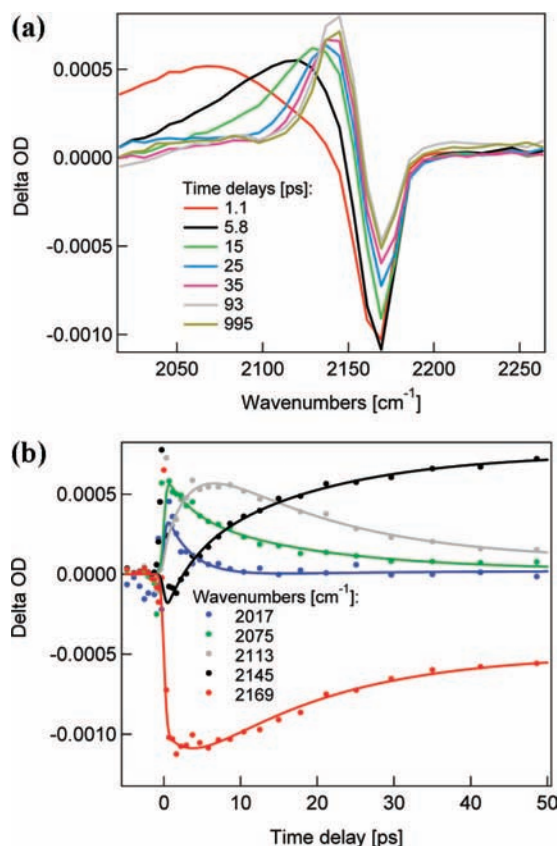 (a)
0.0005
0.0000
-0.0005
-0.0010
Delta OD
Time delays [ps]:
1.1
5.8
15
25
35
93
995
2050 2100 2150 2200 2250
Wavenumbers [cm⁻¹]
(b)
0.0005
0.0000
-0.0005
-0.0010
Delta OD
Wavenumbers [cm⁻¹]:
2017
2075
2113
2145
2169
0 10 20 30 40 50
Time delay [ps]